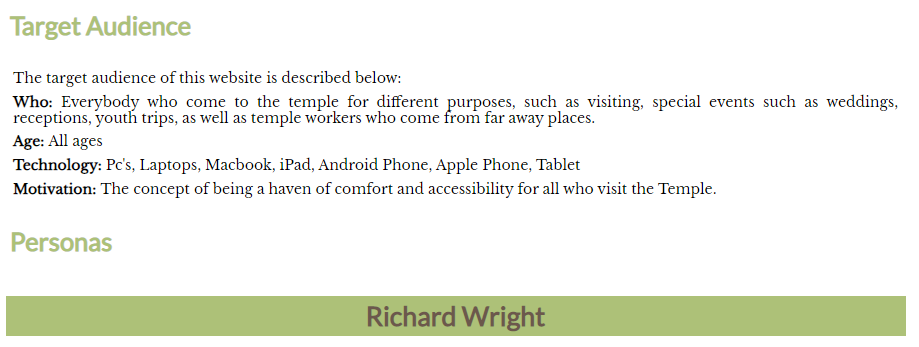 Target Audience
The target audience of this website is described below:
Who: Everybody who come to the temple for different purposes, such as visiting, special events such as weddings,
receptions, youth trips, as well as temple workers who come from far away places.
Age: All ages
Technology: Pc's, Laptops, Macbook, iPad, Android Phone, Apple Phone, Tablet
Motivation: The concept of being a haven of comfort and accessibility for all who visit the Temple.
Personas
Richard Wright